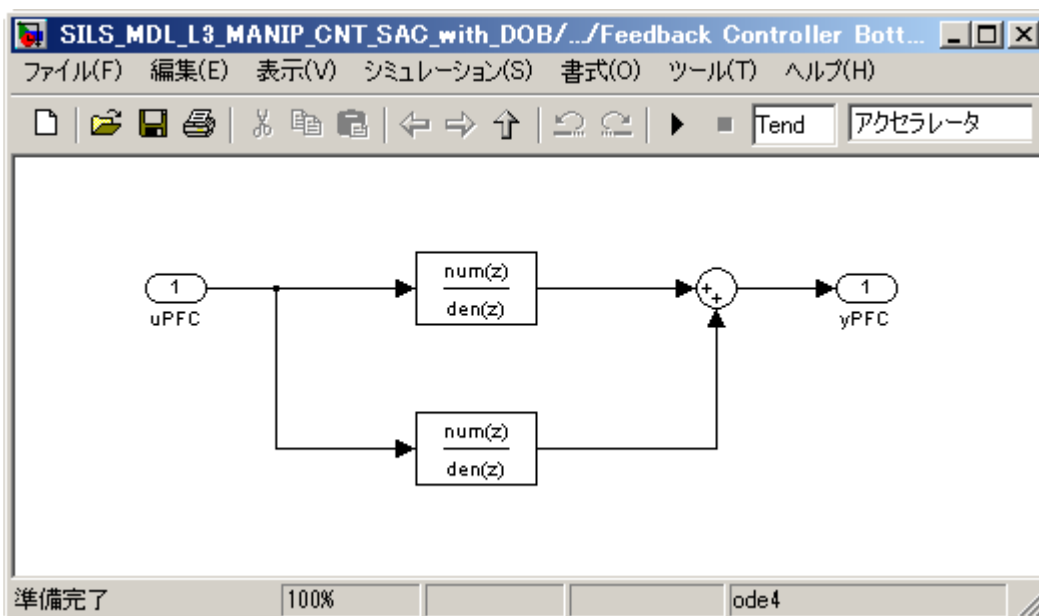 SILS_MDL_L3_MANIP_CNT_SAC_with_DOB/.../Feedback Controller Bott...
ファイル(F) 編集(E) 表示(V) シミュレーション(S) 書式(O) ツール(T) ヘルプ(H)
Tend アクセラレータ
1
uPFC
num(z)
den(z)
+
+
1
yPFC
num(z)
den(z)
準備完了 100% ode4